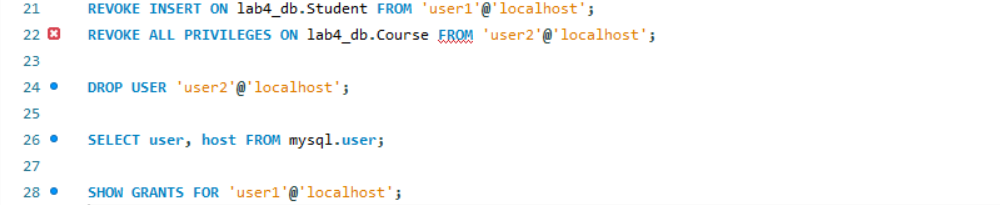 21 REVOKE INSERT ON lab4_db.Student FROM 'user1'@'localhost';
22 REVOKE ALL PRIVILEGES ON lab4_db.Course FROM 'user2'@'localhost';
23
24 DROP USER 'user2'@'localhost';
25
26 SELECT user, host FROM mysql.user;
27
28 SHOW GRANTS FOR 'user1'@'localhost';